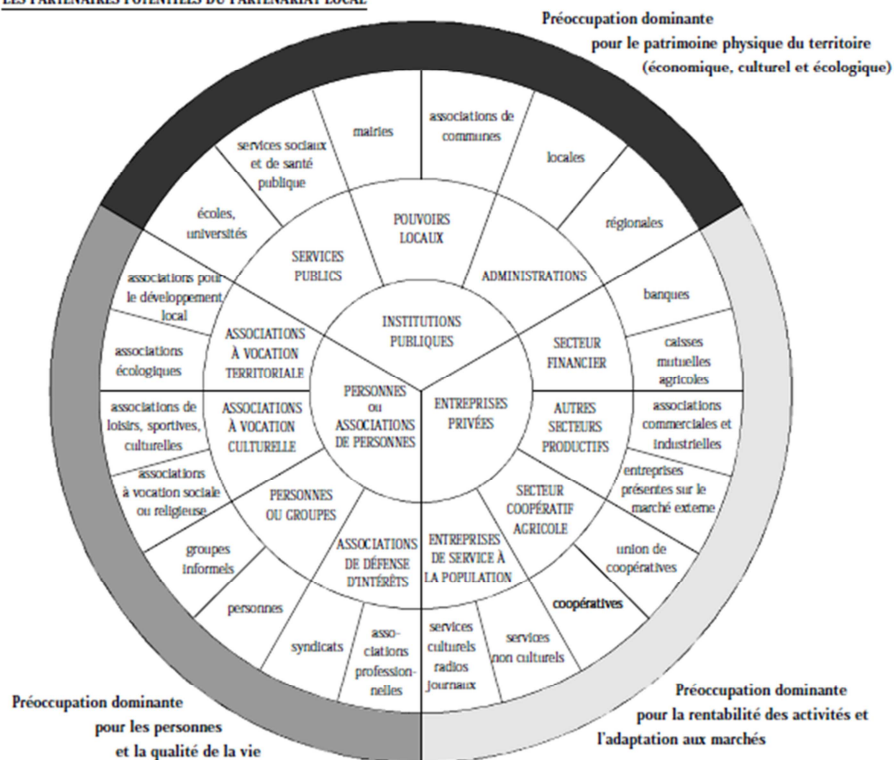 LES PARTENAIRES POTENTIELS DU PARTENARIAT LOCAL
Préoccupation dominante
pour le patrimoine physique du territoire
(économique, culturel et écologique)
mairies
associations de
communes
services sociaux
et de santé
publique
locales
écoles,
universités
régionales
POUVOIRS
LOCAUX
SERVICES
PUBLICS
ADMINISTRATIONS
associations pour
le développement
local
banques
INSTITUTIONS
PUBLIQUES
ASSOCIATIONS
À VOCATION
TERRITORIALE
SECTEUR
FINANCIER
associations
écologiques
caisses
mutuelles
agricoles
PERSONNES
ou
ASSOCIATIONS
DE PERSONNES
ENTREPRISES
PRIVÉES
associations de
loisirs, sportives,
culturelles
ASSOCIATIONS
À VOCATION
CULTURELLE
AUTRES
SECTEURS
PRODUCTIFS
associations
commerciales et
industrielles
associations
à vocation sociale
ou religieuse
entreprises
présentes sur le
marché externe
PERSONNES
OU GROUPES
SECTEUR
COOPÉRATIF
AGRICOLE
groupes
informels
ASSOCIATIONS
DE DÉFENSE
D'INTÉRÊTS
ENTREPRISES
DE SERVICE À
LA POPULATION
union de
coopératives
personnes
coopératives
syndicats
asso-
ciations
profession-
nelles
services
culturels
radios
journaux
services
non culturels
Préoccupation dominante
pour les personnes
et la qualité de la vie
Préoccupation dominante
pour la rentabilité des activités et
l'adaptation aux marchés